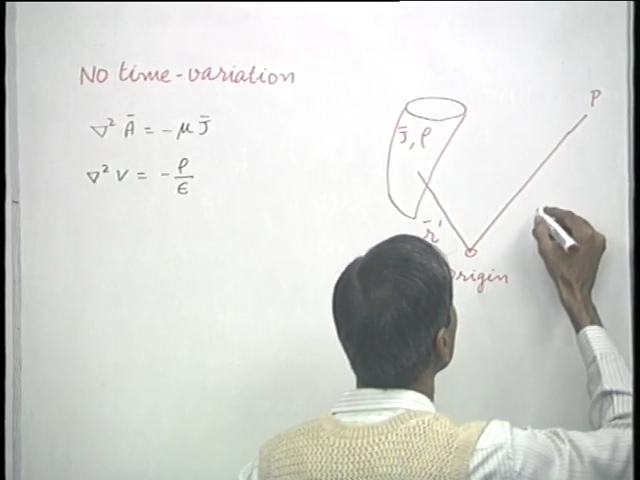 No time-variation
∇² Ā = -μ J̄
∇² V = - ρ/ϵ
J̄, ρ
P
r̄'
Origin